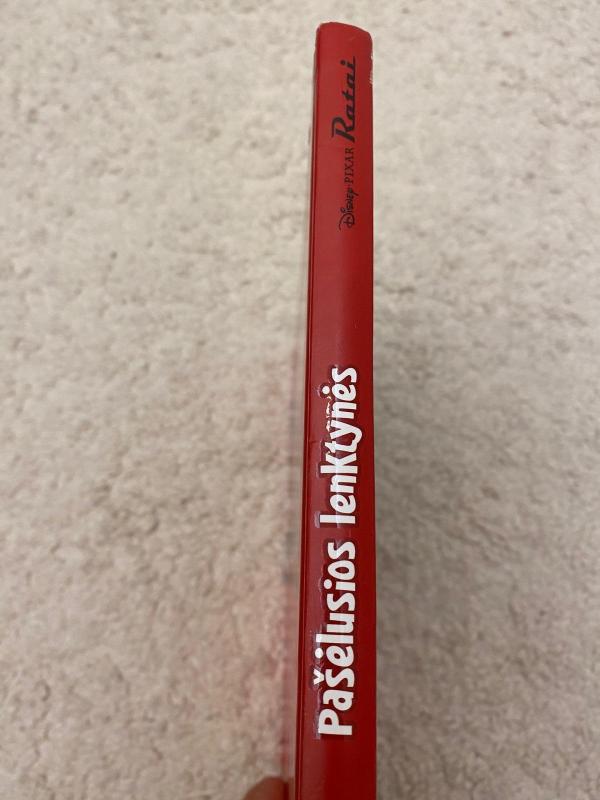 Pašėlusios lenktynės
Disney PIXAR Ratai